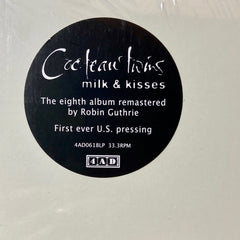 Cocteau Twins
milk & kisses
The eighth album remastered
by Robin Guthrie
First ever U.S. pressing
4AD0618LP 33.3RPM
4AD